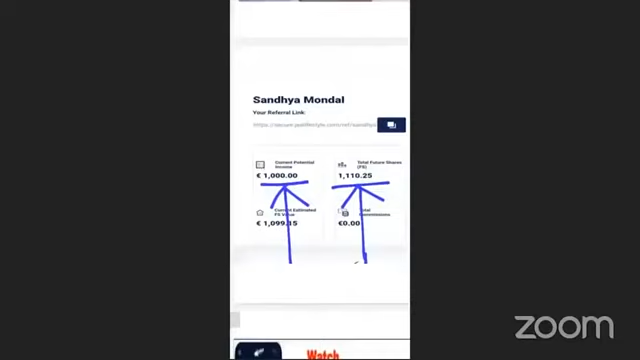 Sandhya Mondal
Your Referral Link:
Current Potential Income
€ 1,000.00
Total Future Shares (FS)
1,110.25
Current Estimated FS Value
€ 1,099.15
Total Commissions
€0.00
Watch
zoom